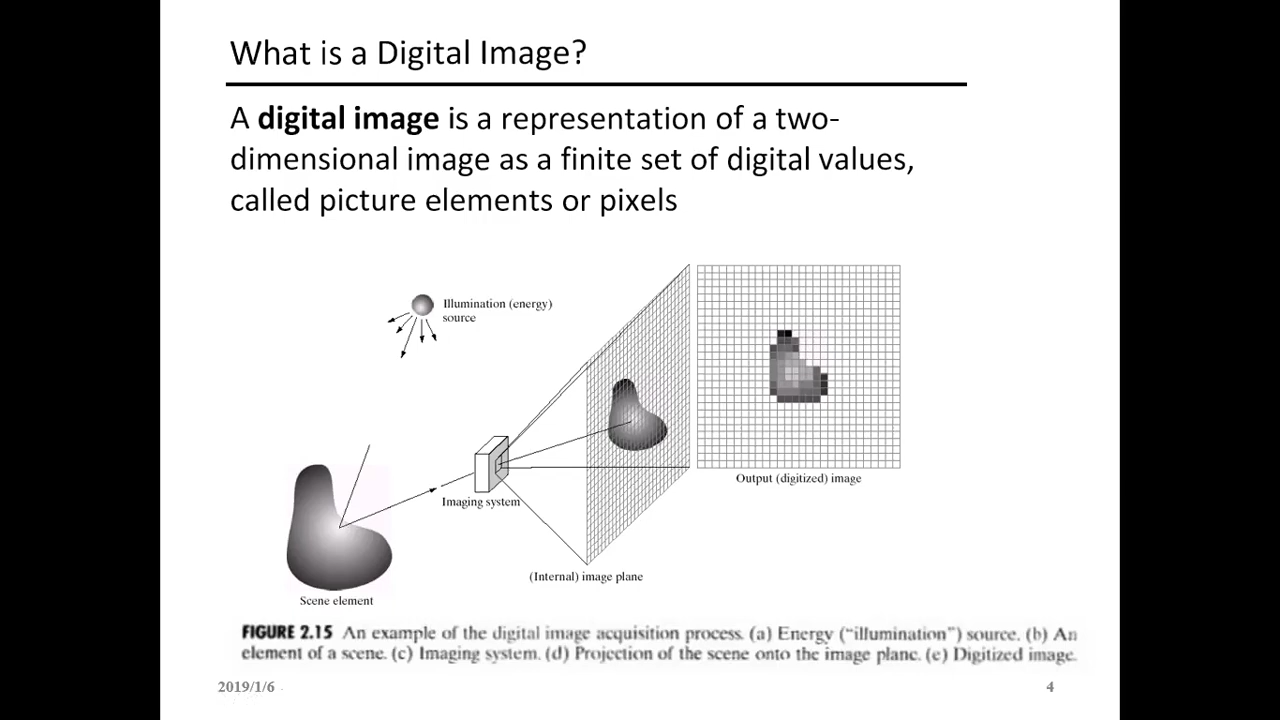 What is a Digital Image?
A digital image is a representation of a two-
dimensional image as a finite set of digital values,
called picture elements or pixels
Illumination (energy)
source
Imaging system
Output (digitized) image
(Internal) image plane
Scene element
FIGURE 2.15 An example of the digital image acquisition process. (a) Energy (“illumination”) source. (b) An
element of a scene. (c) Imaging system. (d) Projection of the scene onto the image plane. (e) Digitized image.
2019/1/6
4